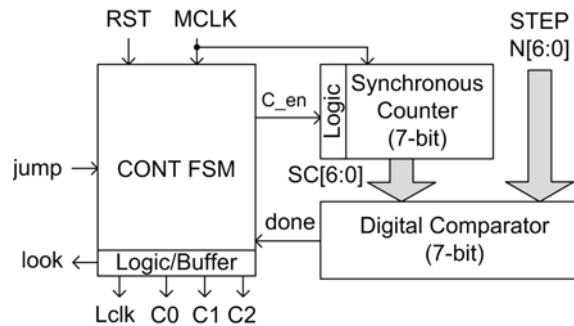 RST MCLK
STEP
N[6:0]
C_en
Logic
Synchronous
Counter
(7-bit)
jump
CONT FSM
SC[6:0]
done
Digital Comparator
(7-bit)
look
Logic/Buffer
Lclk C0 C1 C2